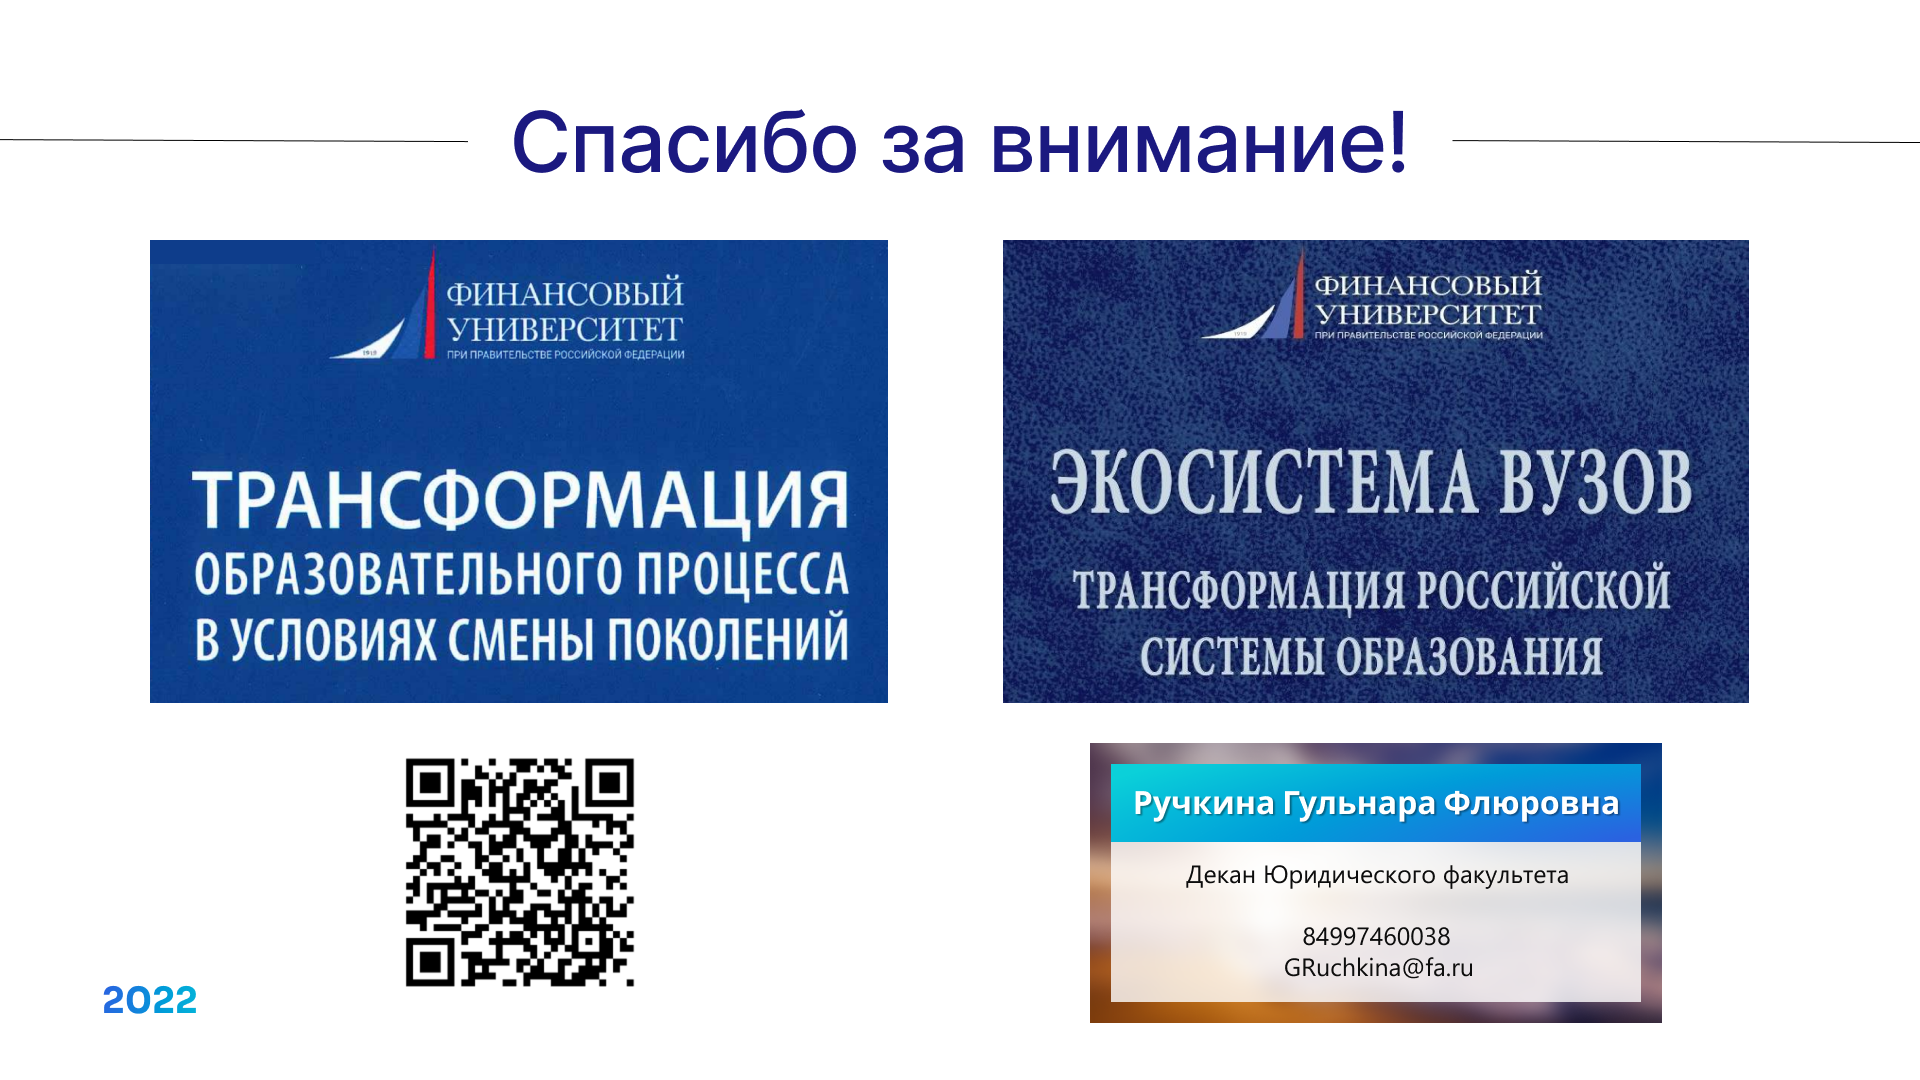 Спасибо за внимание!
ФИНАНСОВЫЙ
УНИВЕРСИТЕТ
ПРИ ПРАВИТЕЛЬСТВЕ РОССИЙСКОЙ ФЕДЕРАЦИИ
1919
ТРАНСФОРМАЦИЯ
ОБРАЗОВАТЕЛЬНОГО ПРОЦЕССА
В УСЛОВИЯХ СМЕНЫ ПОКОЛЕНИЙ
ФИНАНСОВЫЙ
УНИВЕРСИТЕТ
ПРИ ПРАВИТЕЛЬСТВЕ РОССИЙСКОЙ ФЕДЕРАЦИИ
1919
ЭКОСИСТЕМА ВУЗОВ
ТРАНСФОРМАЦИЯ РОССИЙСКОЙ
СИСТЕМЫ ОБРАЗОВАНИЯ
Ручкина Гульнара Флюровна
Декан Юридического факультета
84997460038
GRuchkina@fa.ru
2022